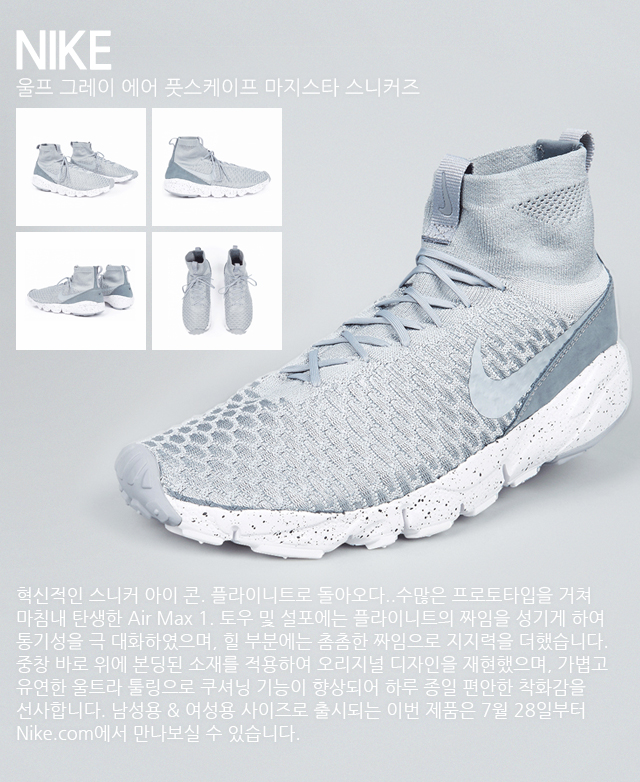 NIKE
울프 그레이 에어 풋스케이프 마지스타 스니커즈
혁신적인 스니커 아이 콘. 플라이니트로 돌아오다..수많은 프로토타입을 거쳐
마침내 탄생한 Air Max 1. 토우 및 설포에는 플라이니트의 짜임을 성기게 하여
통기성을 극 대화하였으며, 힐 부분에는 촘촘한 짜임으로 지지력을 더했습니다.
중창 바로 위에 본딩된 소재를 적용하여 오리지널 디자인을 재현했으며, 가볍고
유연한 울트라 툴링으로 쿠셔닝 기능이 향상되어 하루 종일 편안한 착화감을
선사합니다. 남성용 & 여성용 사이즈로 출시되는 이번 제품은 7월 28일부터
Nike.com에서 만나보실 수 있습니다.